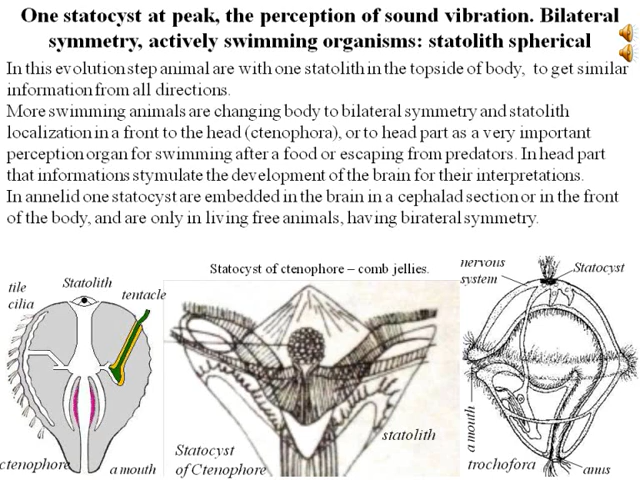 One statocyst at peak, the perception of sound vibration. Bilateral
symmetry, actively swimming organisms: statolith spherical
In this evolution step animal are with one statolith in the topside of body, to get similar
information from all directions.
More swimming animals are changing body to bilateral symmetry and statolith
localization in a front to the head (ctenophora), or to head part as a very important
perception organ for swimming after a food or escaping from predators. In head part
that informations stymulate the development of the brain for their interpretations.
In annelid one statocyst are embedded in the brain in a cephalad section or in the front
of the body, and are only in living free animals, having birateral symmetry.
Statocyst of ctenophore – comb jellies.
tile
cilia
Statolith
tentacle
ctenophore
a mouth
Statocyst
of Ctenophore
statolith
nervous
system
Statocyst
a mouth
trochofora
anus